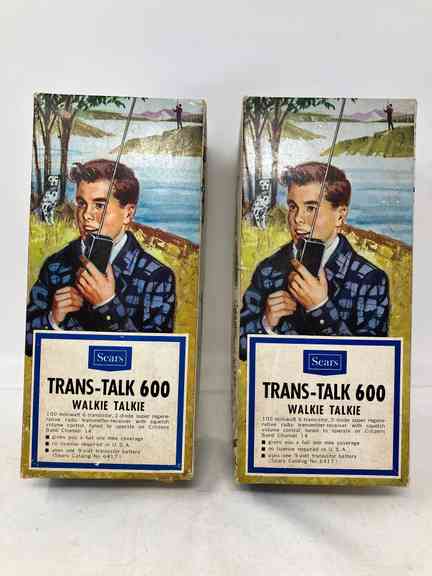 Sears
TRANS-TALK 600
WALKIE TALKIE
100 milliwatt 6 transistor, 2 diode super regene-
rative radio transmitter-receiver with squelch
volume control, tuned to operate on Citizens
Band Channel 14
■ gives you a full one mile coverage
■ no license required in U.S.A.
■ uses one 9-volt transistor battery
(Sears Catalog No. 6417)
Sears
TRANS-TALK 600
WALKIE TALKIE
100 milliwatt 6 transistor, 2 diode super regene-
rative radio transmitter-receiver with squelch
volume control, tuned to operate on Citizens
Band Channel 14
■ gives you a full one mile coverage
■ no license required in U.S.A.
■ uses one 9-volt transistor battery
(Sears Catalog No. 6417)